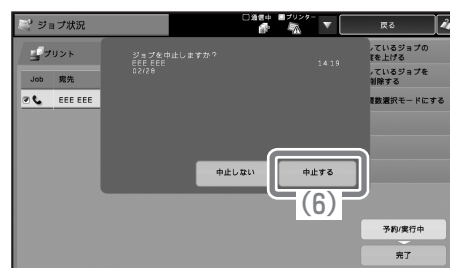 ジョブ状況
通信中
プリンター
戻る
プリント
Job 宛先
EEE EEE
ジョブを中止しますか？
EEE EEE
02/28 14:19
中止しない
中止する
(6)
しているジョブの
度を上げる
しているジョブを
削除する
複数選択モードにする
予約/実行中
完了